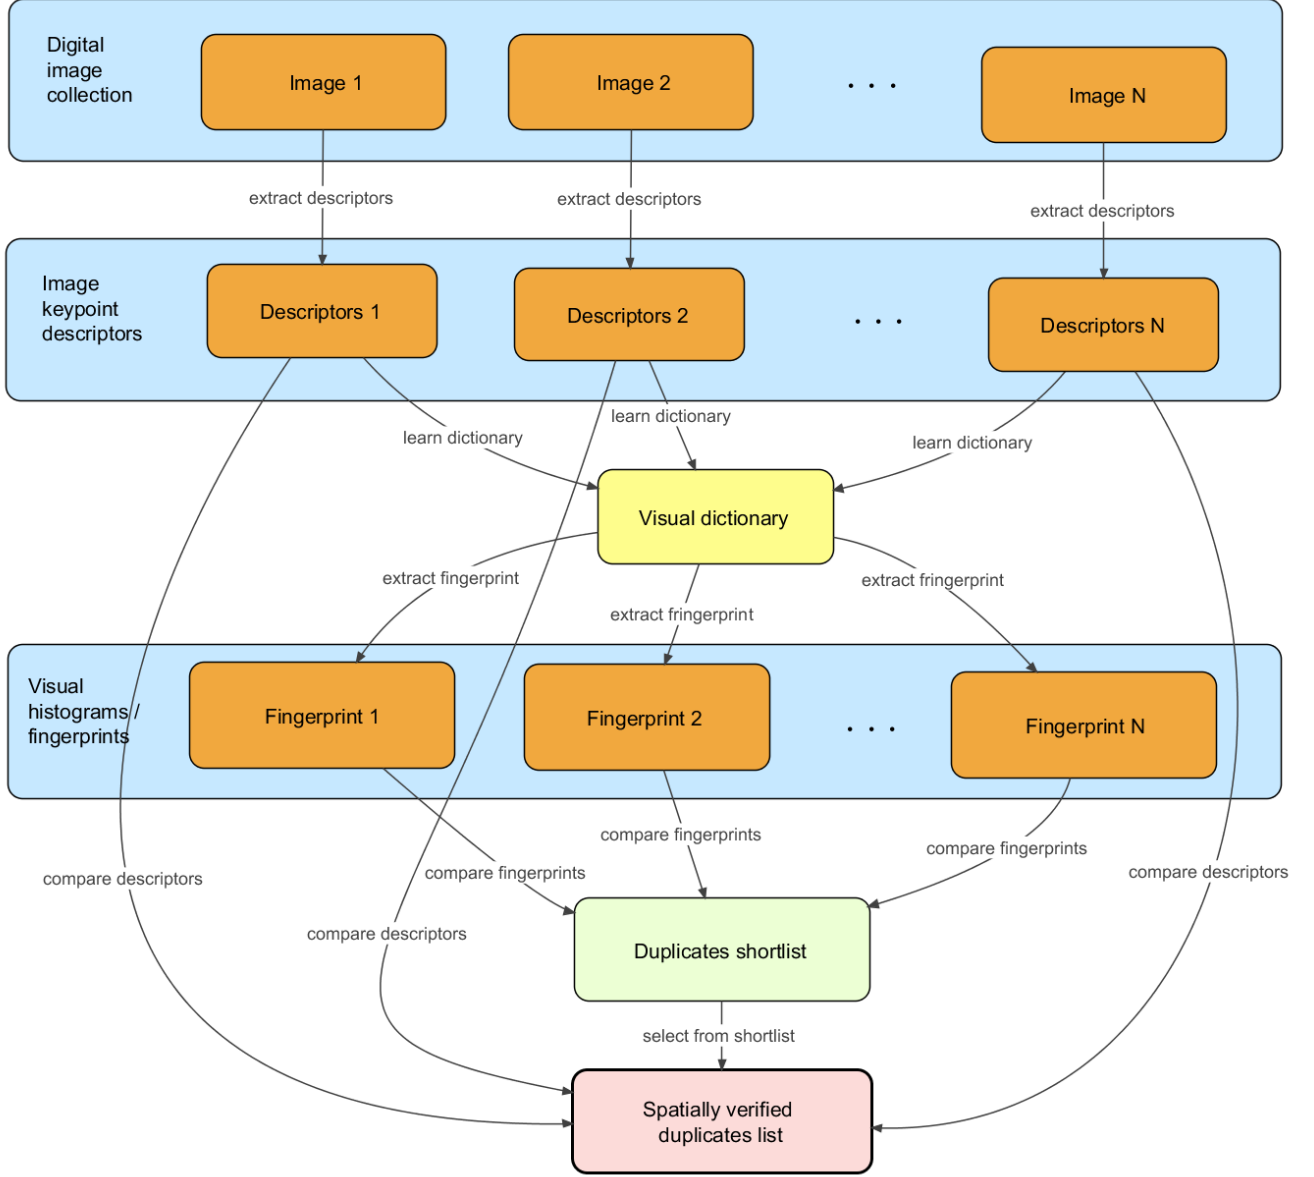 Digital
image
collection
Image 1
Image 2
. . .
Image N
extract descriptors
extract descriptors
extract descriptors
Image
keypoint
descriptors
Descriptors 1
Descriptors 2
. . .
Descriptors N
learn dictionary
learn dictionary
learn dictionary
Visual dictionary
extract fingerprint
extract fringerprint
extract fringerprint
Visual
histograms /
fingerprints
Fingerprint 1
Fingerprint 2
. . .
Fingerprint N
compare fingerprints
compare fingerprints
compare fingerprints
compare descriptors
compare descriptors
compare descriptors
Duplicates shortlist
select from shortlist
Spatially verified
duplicates list